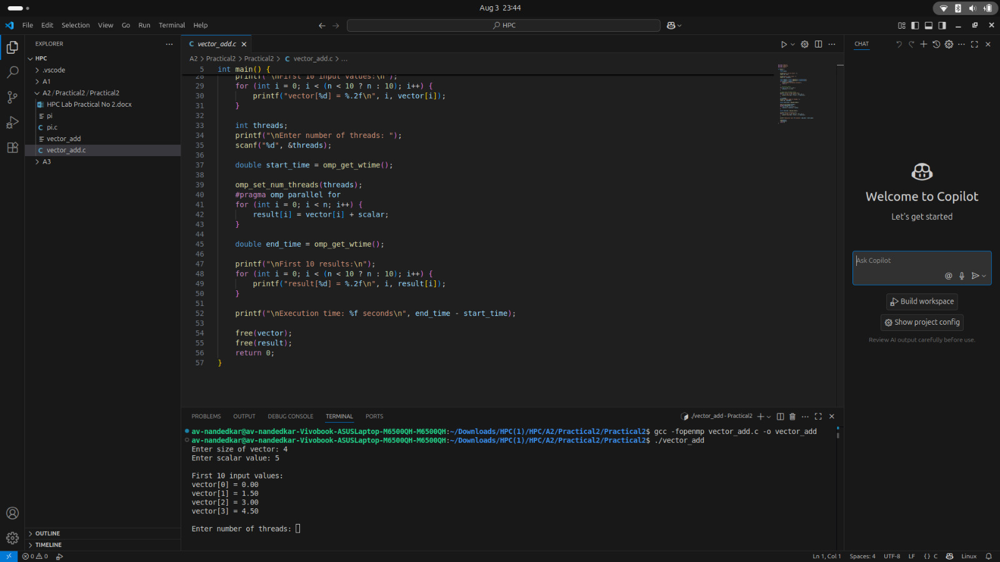 Aug 3 23:44
File Edit Selection View Go Run Terminal Help
HPC
EXPLORER
HPC
.vscode
A1
A2 / Practical2 / Practical2
HPC Lab Practical No 2.docx
pi
C pi.c
vector_add
C vector_add.c
A3
OUTLINE
TIMELINE
C vector_add.c
A2 > Practical2 > Practical2 > C vector_add.c > ...
5 int main() {
28 printf("\nFirst 10 input values:\n");
29 for (int i = 0; i < (n < 10 ? n : 10); i++) {
30 printf("vector[%d] = %.2f\n", i, vector[i]);
31 }
32
33 int threads;
34 printf("\nEnter number of threads: ");
35 scanf("%d", &threads);
36
37 double start_time = omp_get_wtime();
38
39 omp_set_num_threads(threads);
40 #pragma omp parallel for
41 for (int i = 0; i < n; i++) {
42 result[i] = vector[i] + scalar;
43 }
44
45 double end_time = omp_get_wtime();
46
47 printf("\nFirst 10 results:\n");
48 for (int i = 0; i < (n < 10 ? n : 10); i++) {
49 printf("result[%d] = %.2f\n", i, result[i]);
50 }
51
52 printf("\nExecution time: %f seconds\n", end_time - start_time);
53
54 free(vector);
55 free(result);
56 return 0;
57 }
PROBLEMS OUTPUT DEBUG CONSOLE TERMINAL PORTS
./vector_add - Practical2
av-nandedkar@av-nandedkar-Vivobook-ASUSLaptop-M6500QH-M6500QH:~/Downloads/HPC(1)/HPC/A2/Practical2/Practical2$ gcc -fopenmp vector_add.c -o vector_add
av-nandedkar@av-nandedkar-Vivobook-ASUSLaptop-M6500QH-M6500QH:~/Downloads/HPC(1)/HPC/A2/Practical2/Practical2$ ./vector_add
Enter size of vector: 4
Enter scalar value: 5
First 10 input values:
vector[0] = 0.00
vector[1] = 1.50
vector[2] = 3.00
vector[3] = 4.50
Enter number of threads:
CHAT
Welcome to Copilot
Let's get started
Ask Copilot
Build workspace
Show project config
Review AI output carefully before use.
0 0
Ln 1, Col 1 Spaces: 4 UTF-8 LF {} C Linux